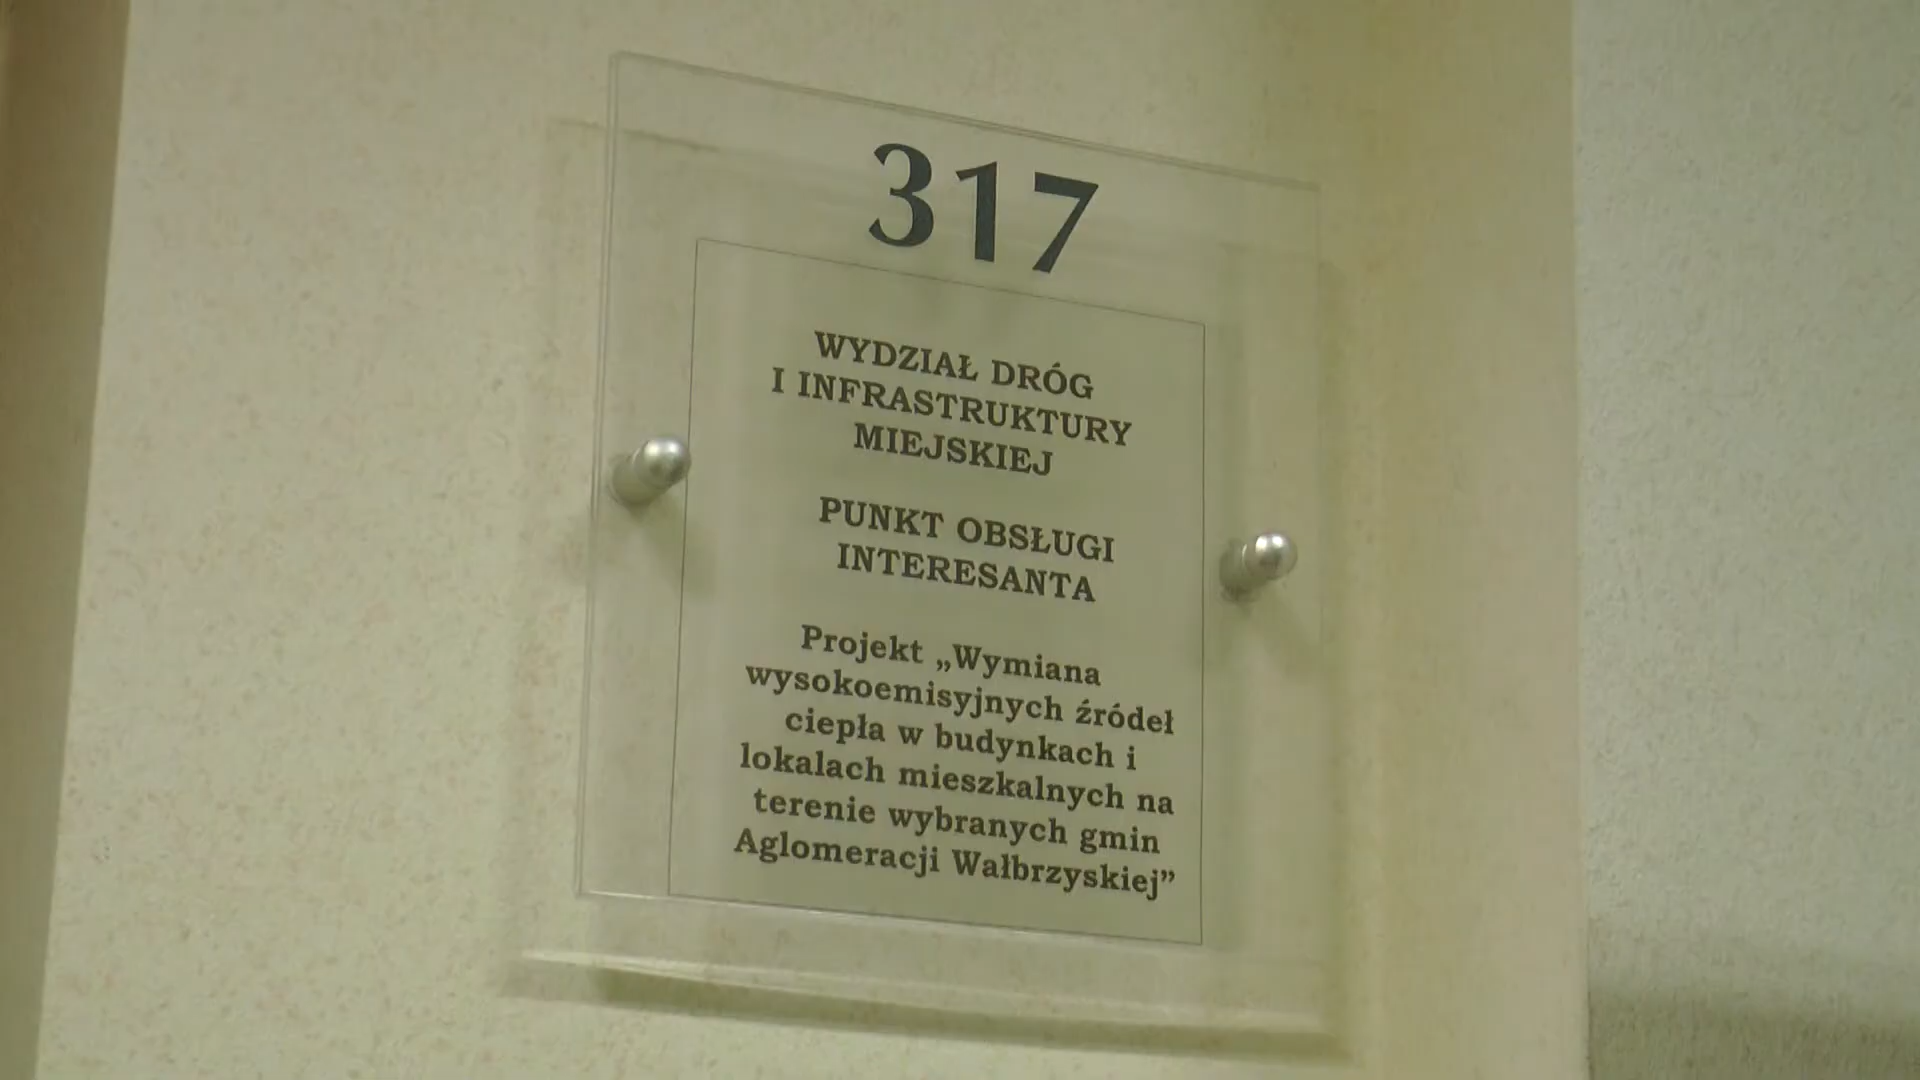 317
WYDZIAŁ DRÓG
I INFRASTRUKTURY
MIEJSKIEJ
PUNKT OBSŁUGI
INTERESANTA
Projekt „Wymiana
wysokoemisyjnych źródeł
ciepła w budynkach i
lokalach mieszkalnych na
terenie wybranych gmin
Aglomeracji Wałbrzyskiej”